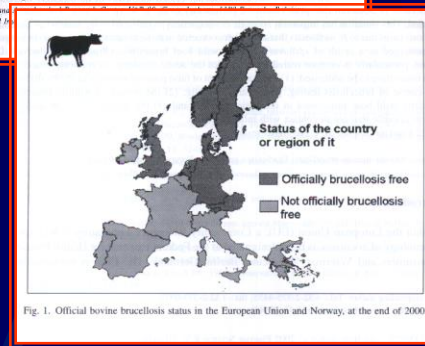 Status of the country
or region of it
Officially brucellosis free
Not officially brucellosis
free
Fig. 1. Official bovine brucellosis status in the European Union and Norway, at the end of 2000